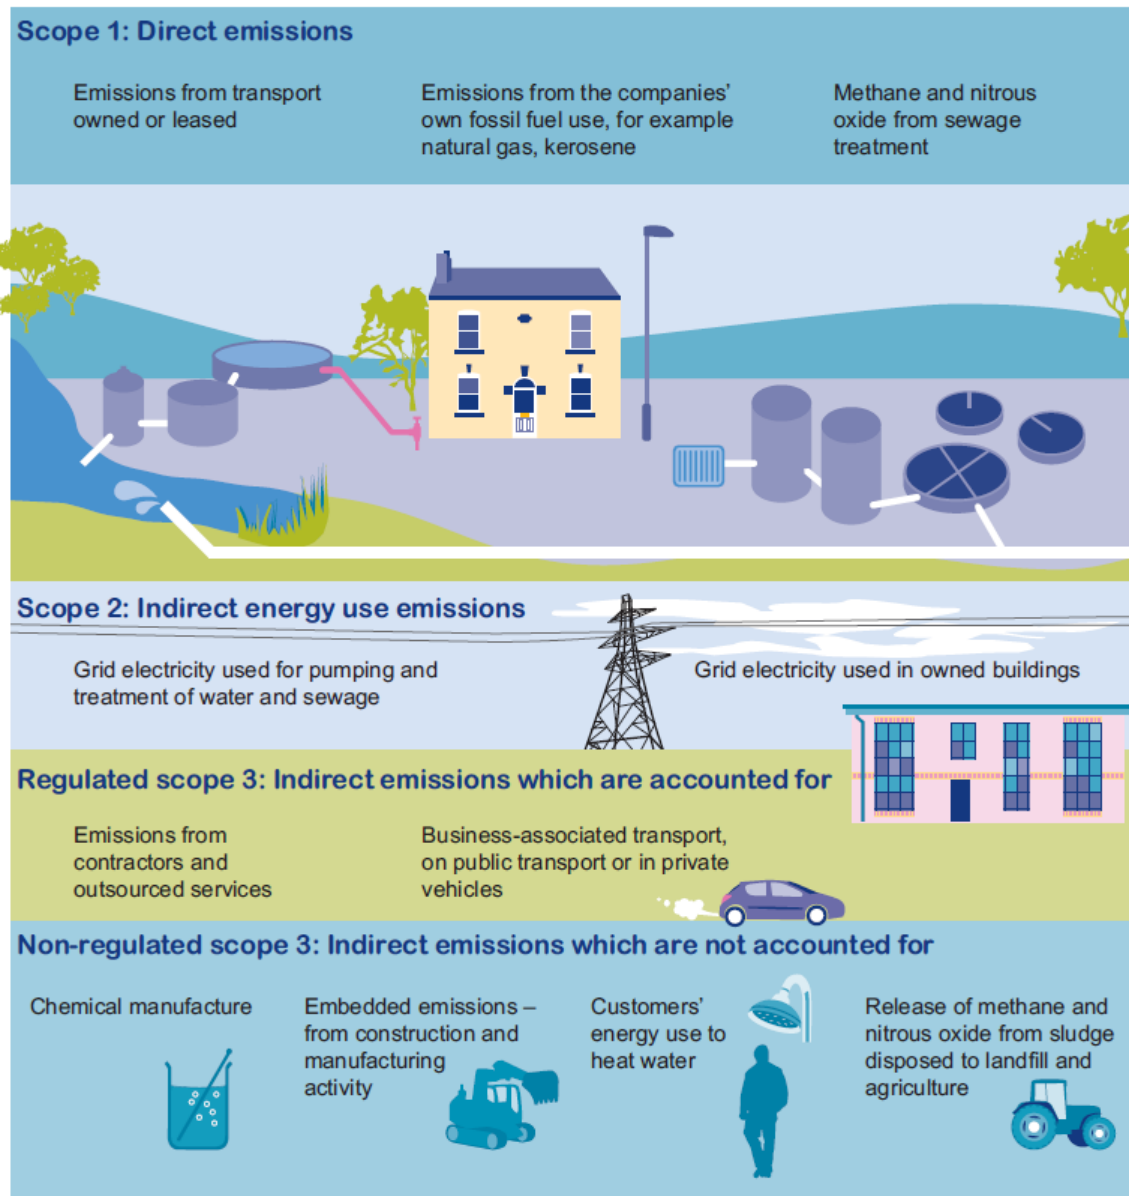 Scope 1: Direct emissions
Emissions from transport
owned or leased
Emissions from the companies’
own fossil fuel use, for example
natural gas, kerosene
Methane and nitrous
oxide from sewage
treatment
Scope 2: Indirect energy use emissions
Grid electricity used for pumping and
treatment of water and sewage
Grid electricity used in owned buildings
Regulated scope 3: Indirect emissions which are accounted for
Emissions from
contractors and
outsourced services
Business-associated transport,
on public transport or in private
vehicles
Non-regulated scope 3: Indirect emissions which are not accounted for
Chemical manufacture
Embedded emissions –
from construction and
manufacturing
activity
Customers’
energy use to
heat water
Release of methane and
nitrous oxide from sludge
disposed to landfill and
agriculture